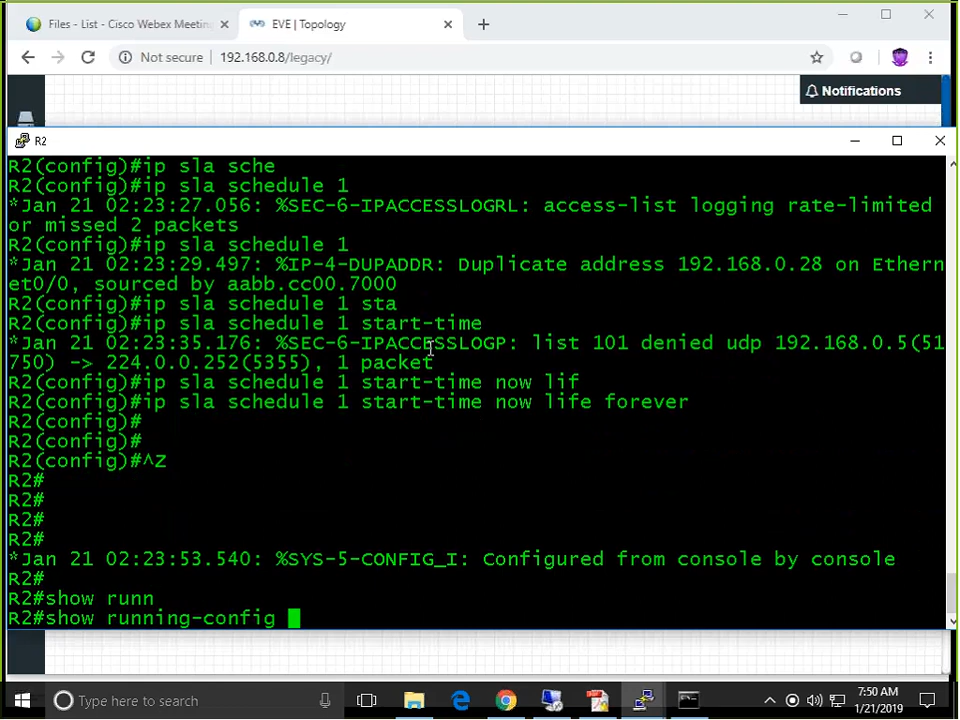 Files - List - Cisco Webex Meeting
EVE | Topology
Not secure | 192.168.0.8/legacy/
Notifications
R2
R2(config)#ip sla sche
R2(config)#ip sla schedule 1
*Jan 21 02:23:27.056: %SEC-6-IPACCESSLOGRL: access-list logging rate-limited
or missed 2 packets
R2(config)#ip sla schedule 1
*Jan 21 02:23:29.497: %IP-4-DUPADDR: Duplicate address 192.168.0.28 on Ethern
et0/0, sourced by aabb.cc00.7000
R2(config)#ip sla schedule 1 sta
R2(config)#ip sla schedule 1 start-time
*Jan 21 02:23:35.176: %SEC-6-IPACCESSLOGP: list 101 denied udp 192.168.0.5(51
750) -> 224.0.0.252(5355), 1 packet
R2(config)#ip sla schedule 1 start-time now lif
R2(config)#ip sla schedule 1 start-time now life forever
R2(config)#
R2(config)#
R2(config)#^Z
R2#
R2#
R2#
R2#
*Jan 21 02:23:53.540: %SYS-5-CONFIG_I: Configured from console by console
R2#
R2#show runn
R2#show running-config
Type here to search
7:50 AM
1/21/2019